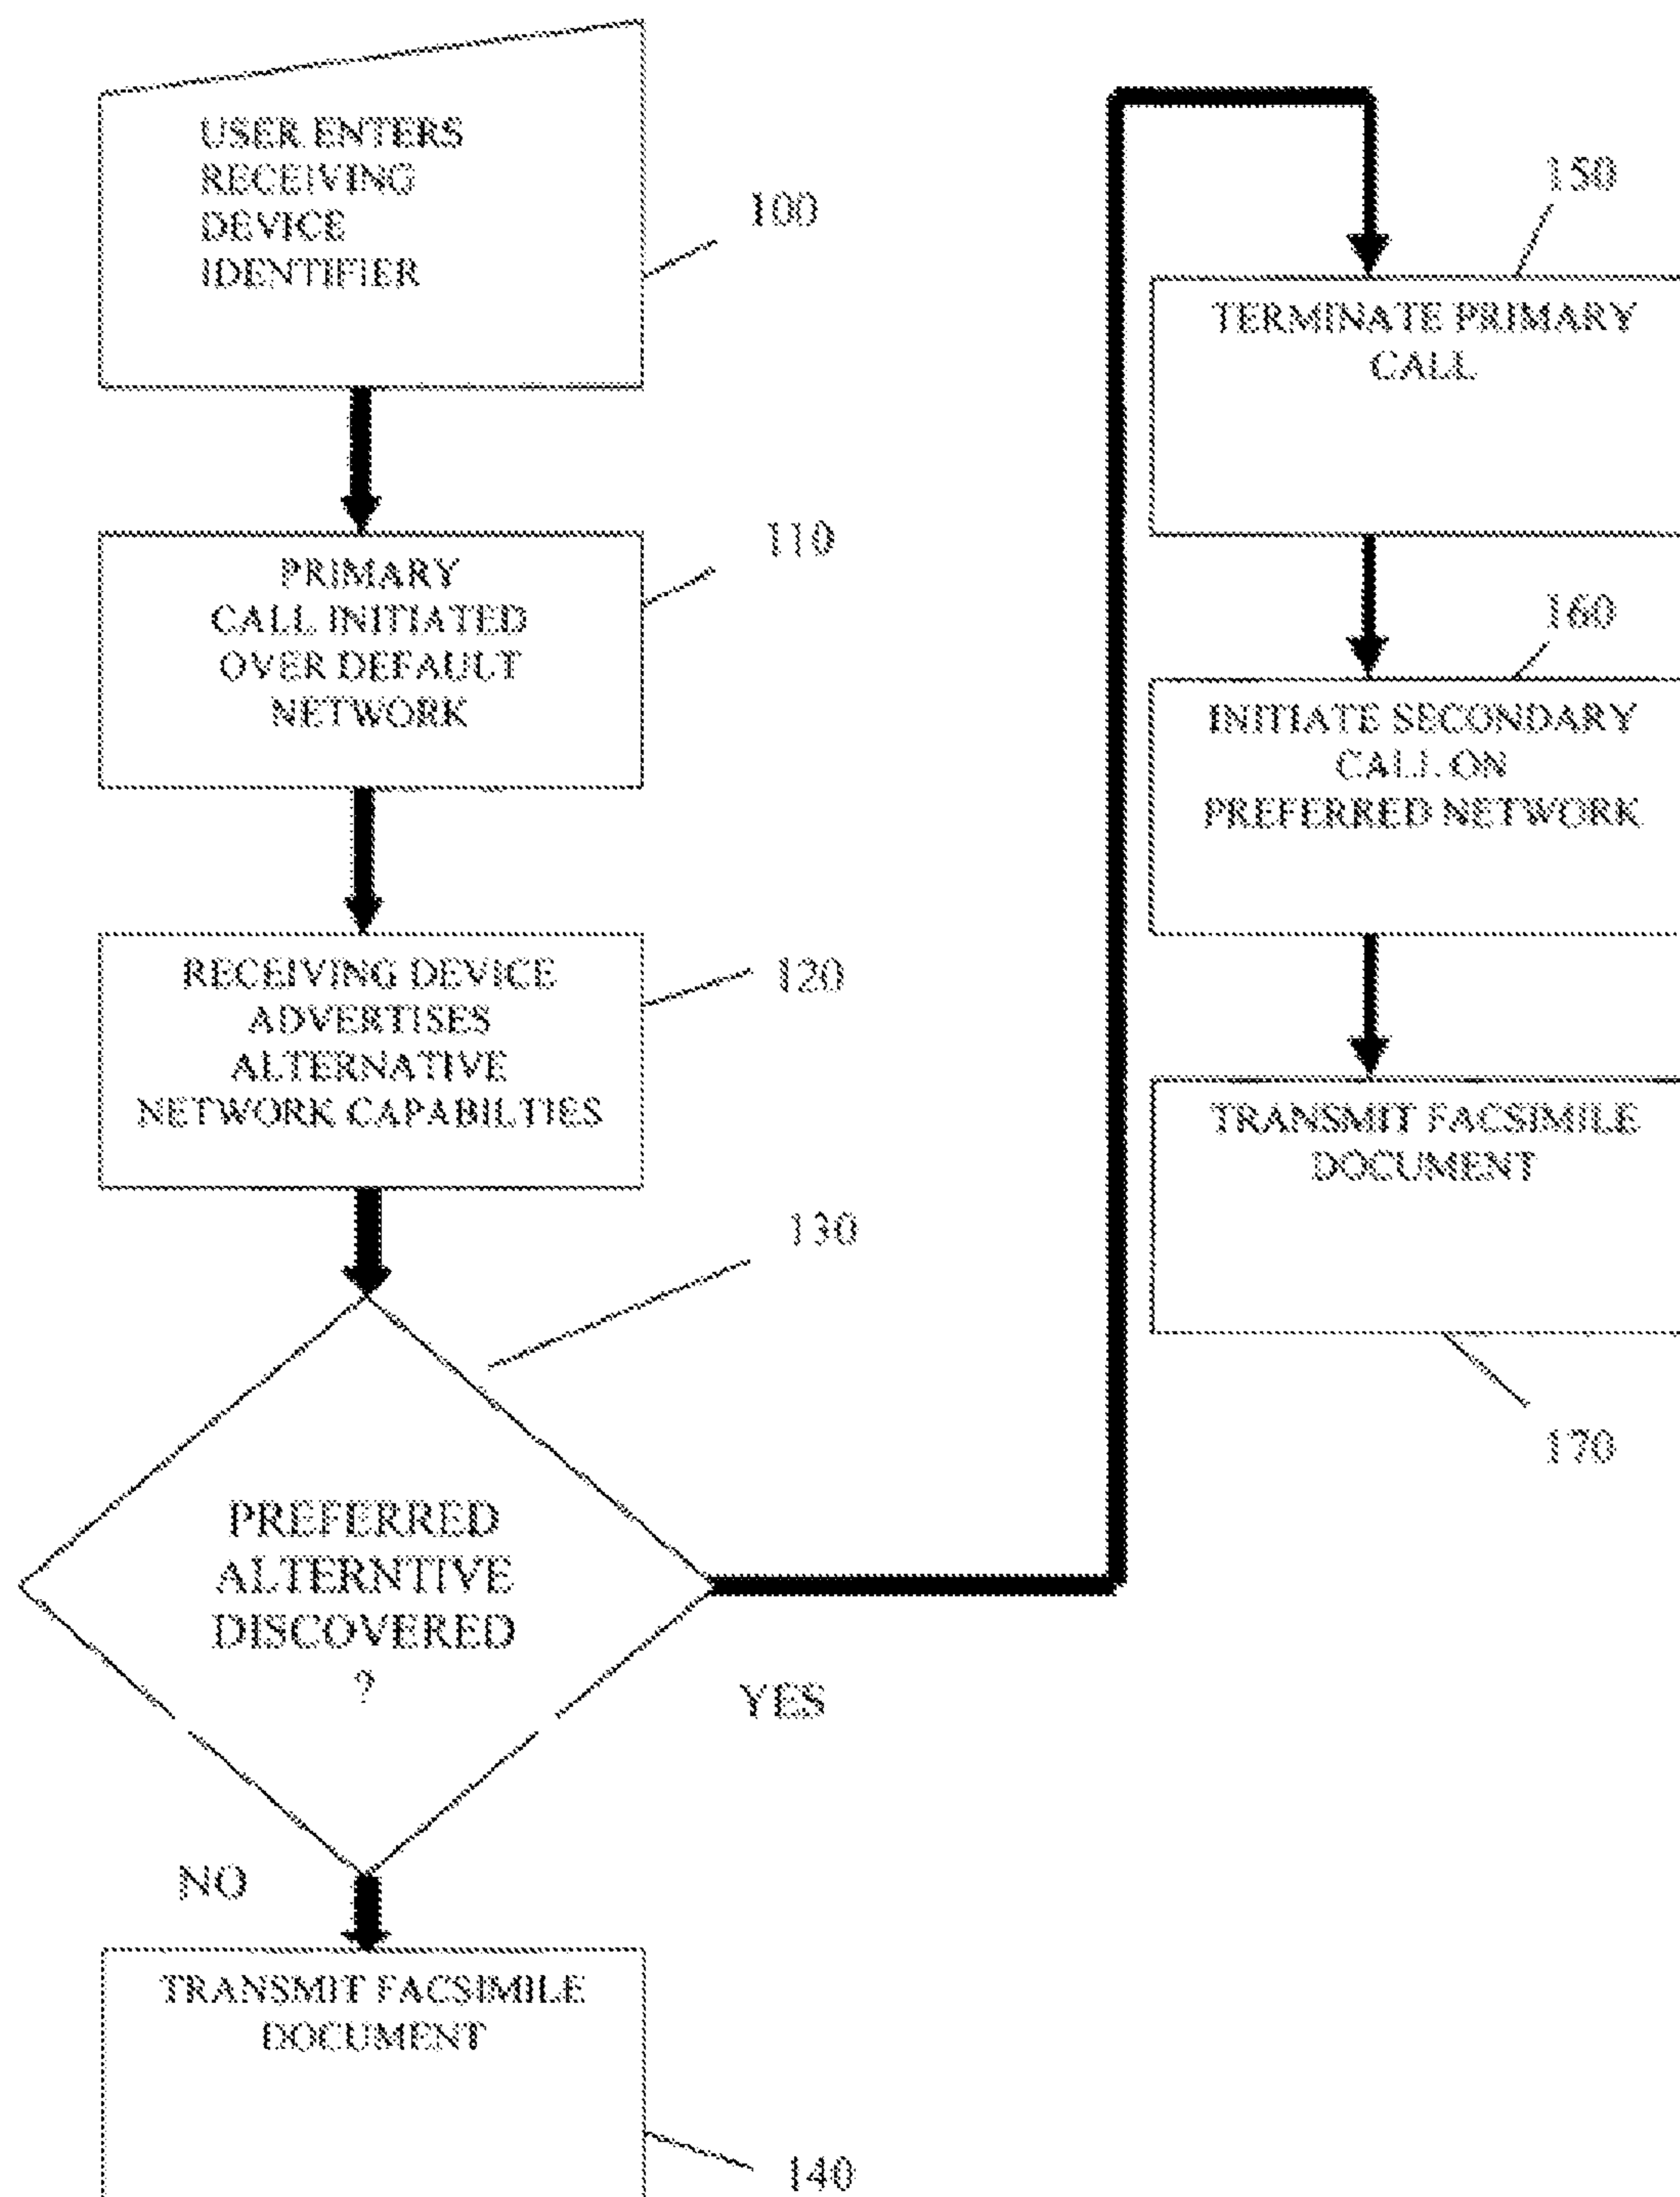 USER ENTERS
RECEIVING
DEVICE
IDENTIFIER
100
PRIMARY
CALL INITIATED
OVER DEFAULT
NETWORK
110
RECEIVING DEVICE
ADVERTISES
ALTERNATIVE
NETWORK CAPABILTIES
120
130
PREFERRED
ALTERNTIVE
DISCOVERED
?
YES
NO
TRANSMIT FACSIMILE
DOCUMENT
140
150
TERMINATE PRIMARY
CALL
160
INITIATE SECONDARY
CALL ON
PREFERRED NETWORK
TRANSMIT FACSIMILE
DOCUMENT
170